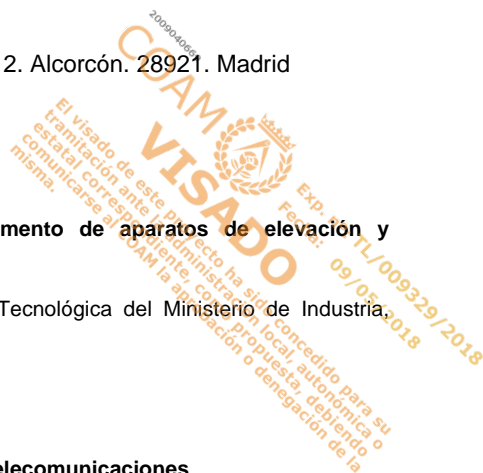 2. Alcorcón. 28921. Madrid
mento de aparatos de elevación y
Tecnológica del Ministerio de Industria,
elecomunicaciones
COAM
VISADO
Exp. nº TL/009329/2018
Fecha: 09/05/2018
El visado de este proyecto ha sido concedido para su
tramitación ante la administración local, autonómica o
estatal correspondiente, como propuesta, debiendo
comunicarse al COAM la aprobación o denegación de la
misma.